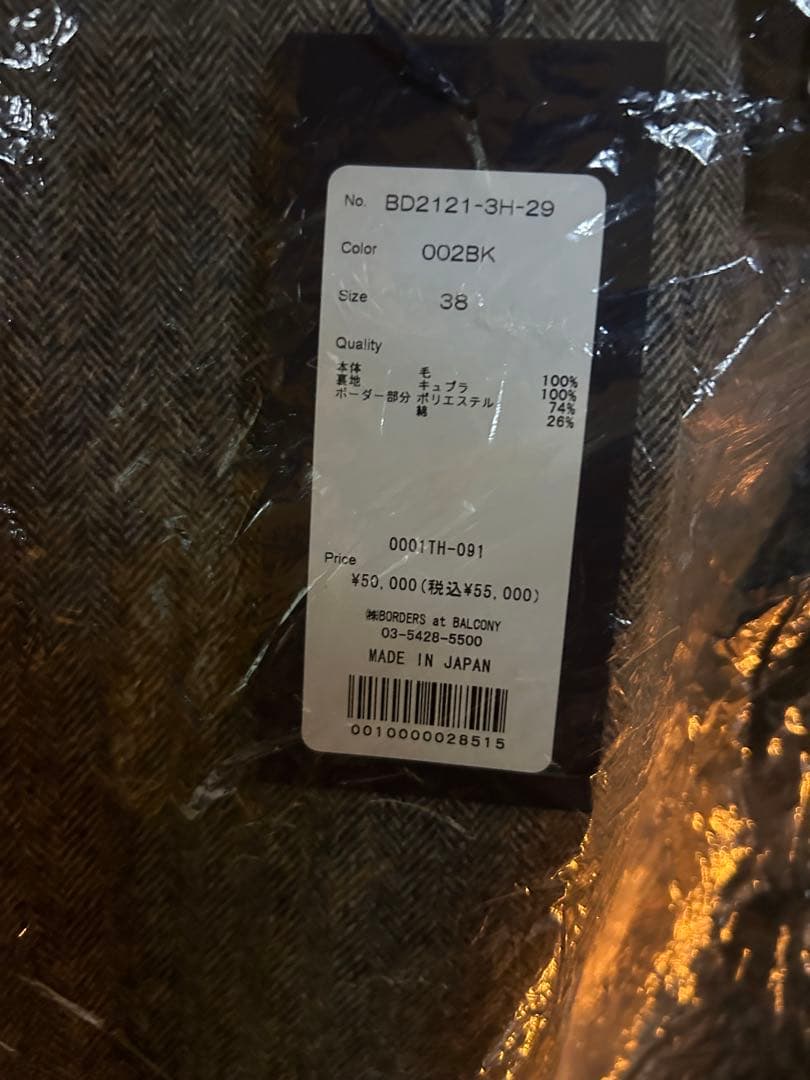 No. BD2121-3H-29
Color 002BK
Size 38
Quality
本体 毛 100%
裏地 キュプラ 100%
ボーダー部分 ポリエステル 74%
綿 26%
0001TH-091
Price
¥50,000(税込¥55,000)
㈱BORDERS at BALCONY
03-5428-5500
MADE IN JAPAN
0010000028515